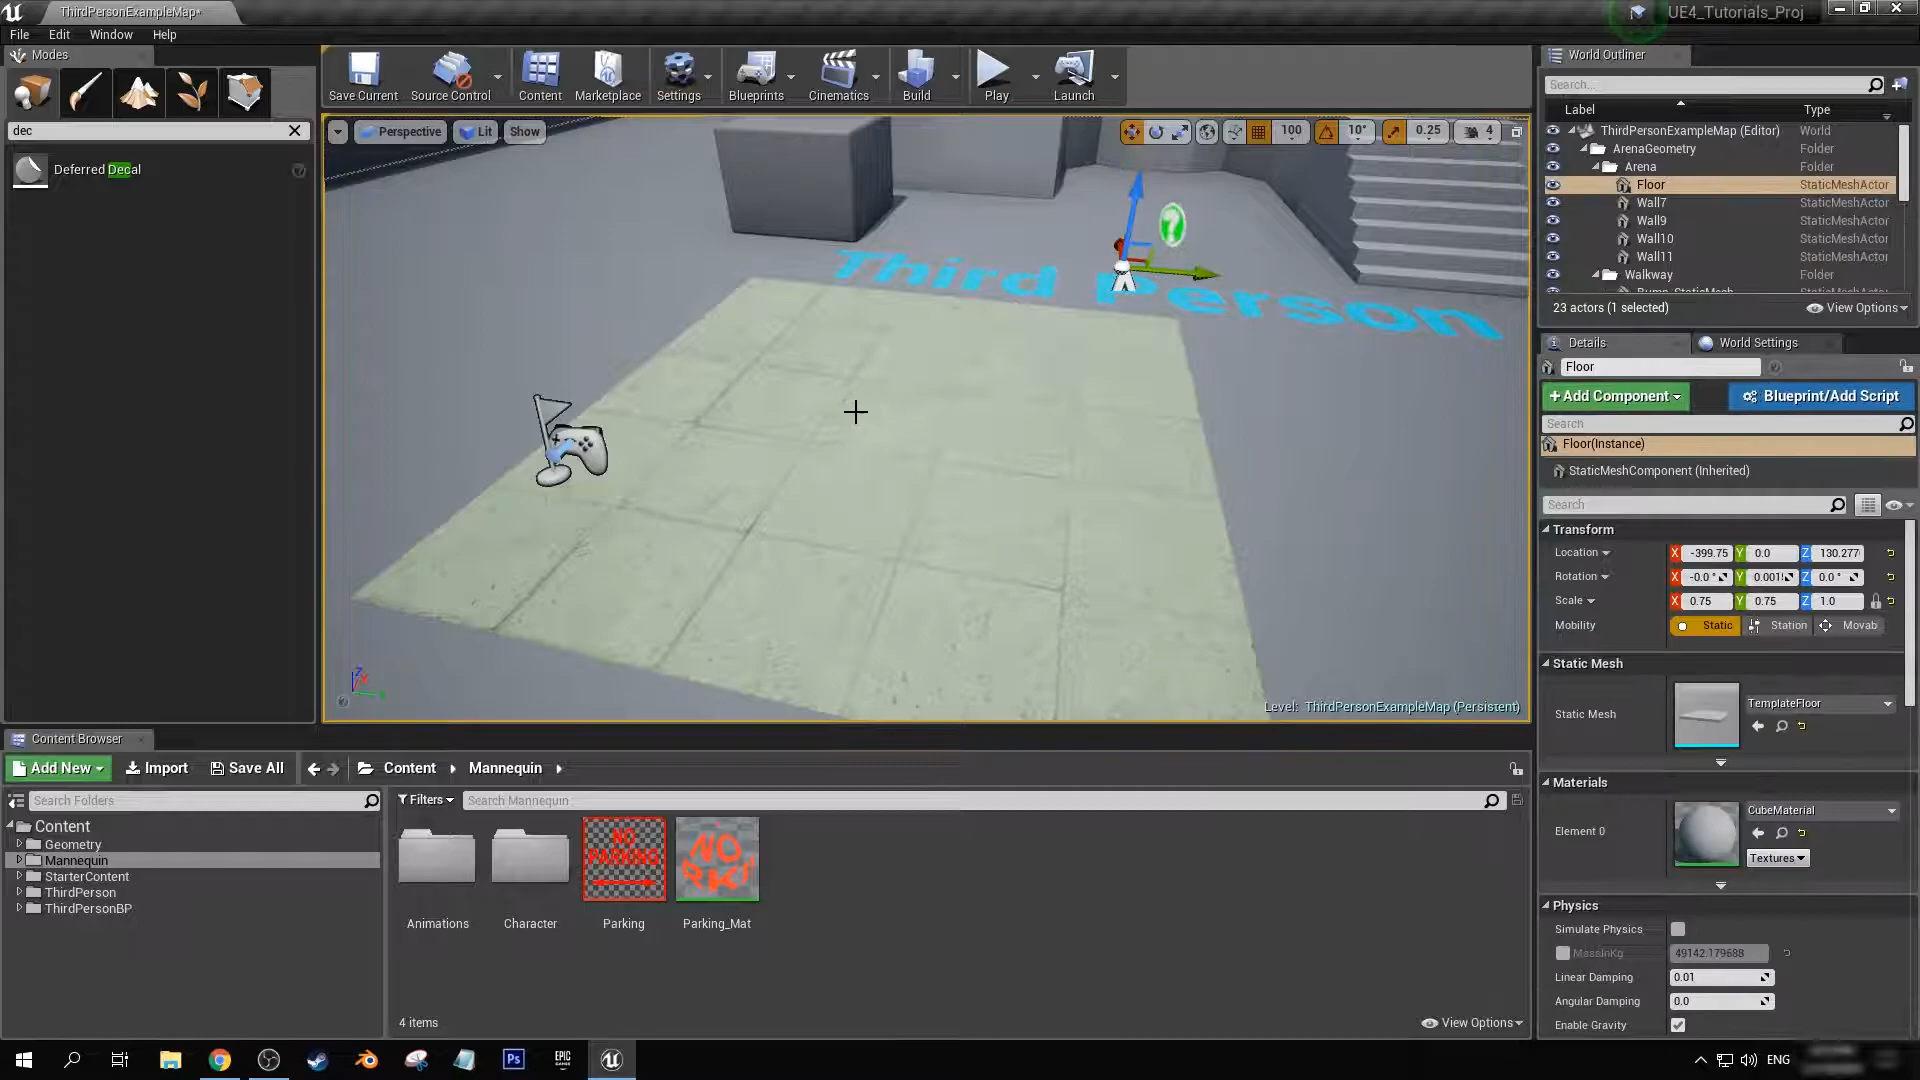 ThirdPersonExampleMap*
UE4_Tutorials_Proj
File Edit Window Help
Modes
dec
Deferred Decal
Save Current
Source Control
Content
Marketplace
Settings
Blueprints
Cinematics
Build
Play
Launch
Perspective
Lit
Show
100
10°
0.25
4
Third Person
Level: ThirdPersonExampleMap (Persistent)
World Outliner
Search...
Label Type
ThirdPersonExampleMap (Editor) World
ArenaGeometry Folder
Arena Folder
Floor StaticMeshActor
Wall7 StaticMeshActor
Wall9 StaticMeshActor
Wall10 StaticMeshActor
Wall11 StaticMeshActor
Walkway Folder
Bump_StaticMesh
23 actors (1 selected)
View Options
Details
World Settings
Floor
+Add Component
Blueprint/Add Script
Search
Floor(Instance)
StaticMeshComponent (Inherited)
Search
Transform
Location X -399.75 Y 0.0 Z 130.277
Rotation X -0.0 ° Y 0.001 Z 0.0 °
Scale X 0.75 Y 0.75 Z 1.0
Mobility Static Station Movab
Static Mesh
Static Mesh TemplateFloor
Materials
Element 0 CubeMaterial
Textures
Physics
Simulate Physics
MassInKg 49142.179688
Linear Damping 0.01
Angular Damping 0.0
Enable Gravity
Content Browser
Add New
Import
Save All
Content
Mannequin
Search Folders
Content
Geometry
Mannequin
StarterContent
ThirdPerson
ThirdPersonBP
Filters
Search Mannequin
NO PARKING
NO
Animations
Character
Parking
Parking_Mat
4 items
View Options
Ps
EPIC
GAMES
ENG